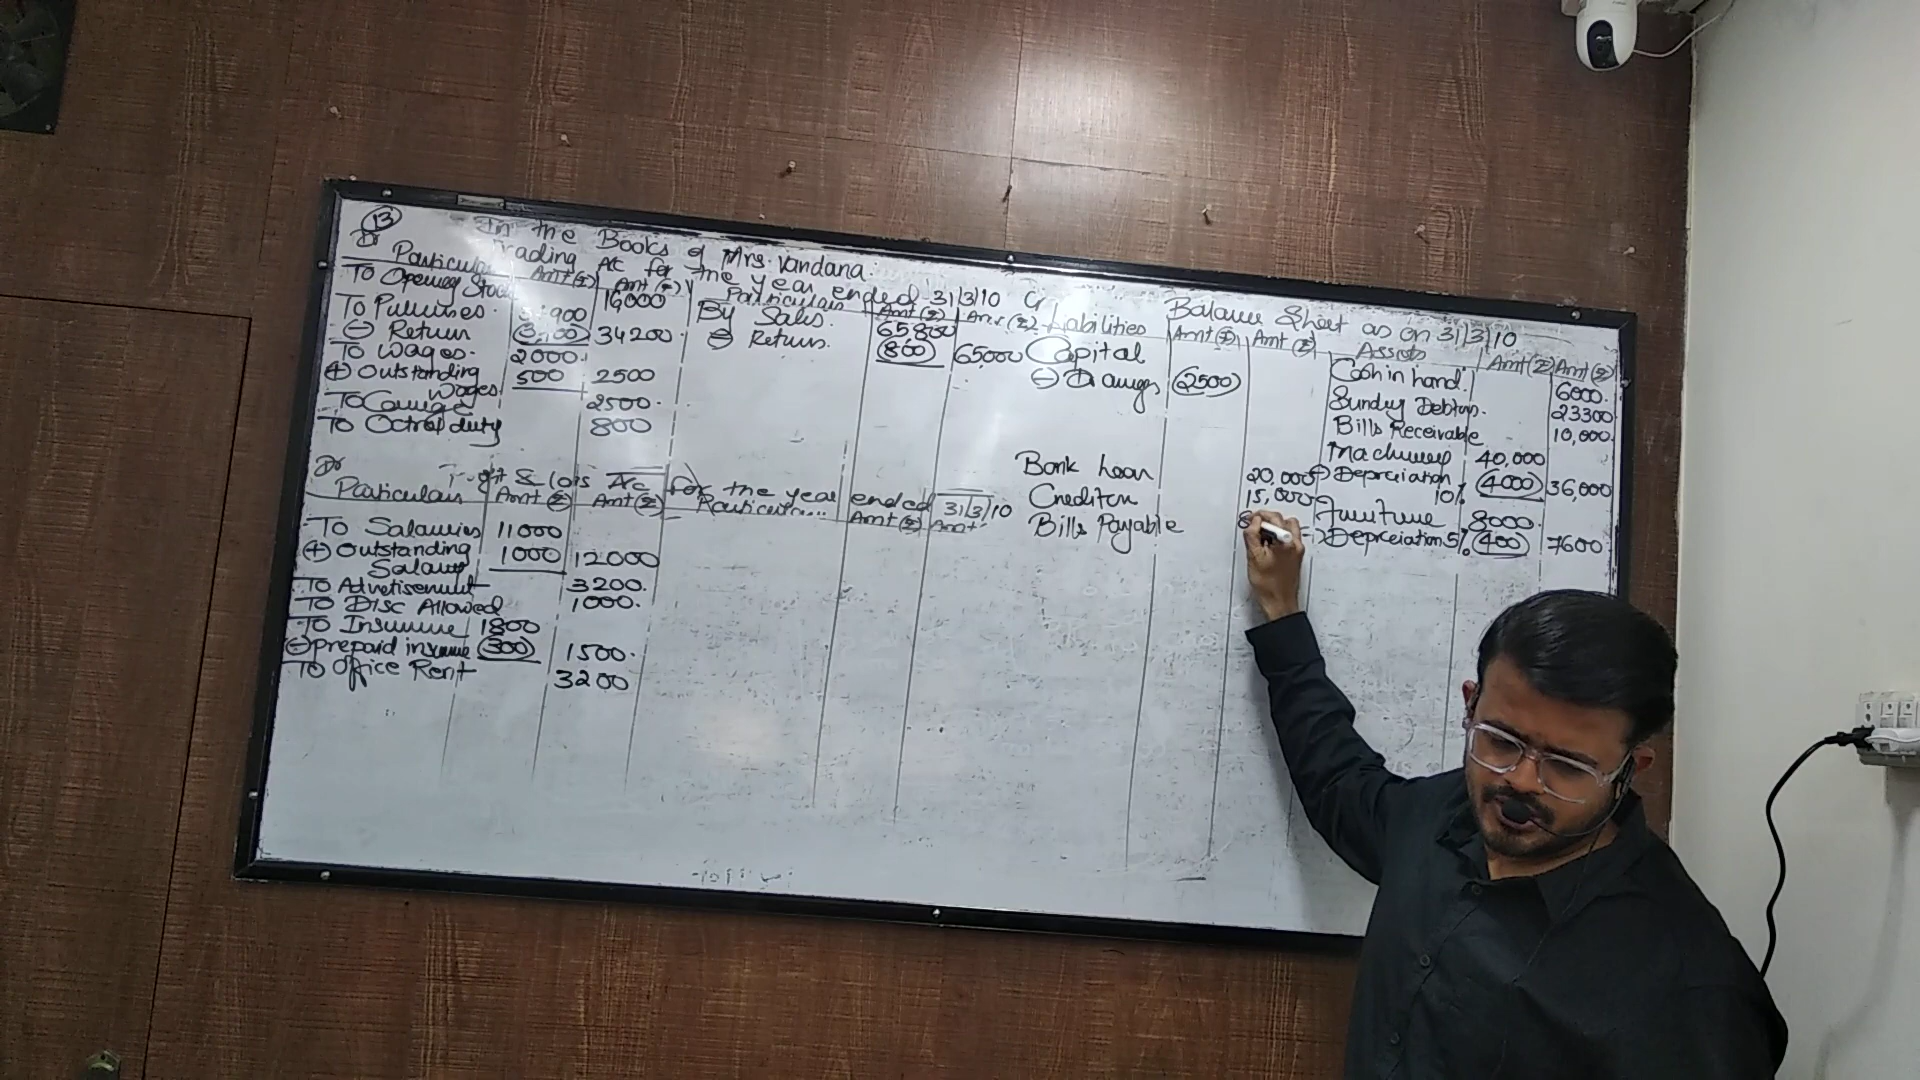 13
In the Books of Mrs. Vandana.
Trading A/c for the year ended 31/3/10
Dr Cr
Particulars Amt (₹) Amt (₹) Particulars Amt (₹) Amt (₹)
To Opening Stock 16,000 By Sales. 65,800
To Purchases. 900 (-) Return. (800) 65000
(-) Return 34200
To Wages. 2000
(+) Outstanding Wages. 500 2500
To Carriage 2500
To Octroi duty 800
Dr
Profit & Loss A/c for the year ended 31/3/10
Particulars Amt (₹) Amt (₹) Particulars Amt (₹) Amt
To Salaries 11000
(+) Outstanding Salary 1000 12000
To Advertisement 3200.
To Disc Allowed 1000.
To Insurance 1800
(-) prepaid insurance (300) 1500.
To Office Rent 3200
Balance Sheet as on 31/3/10
Liabilities Amt (₹) Amt (₹) Assets Amt (₹) Amt (₹)
Capital
(-) Drawings (2500)
Bank Loan 20,000
Creditors 15,000
Bills Payable
Cash in hand. 6000.
Sundry Debtors. 23300
Bills Receivable 10,000.
Machinery 40,000
(-) Depreciation 10% (4000) 36,000
Furniture 8000.
(-) Depreciation 5% (400) 7600